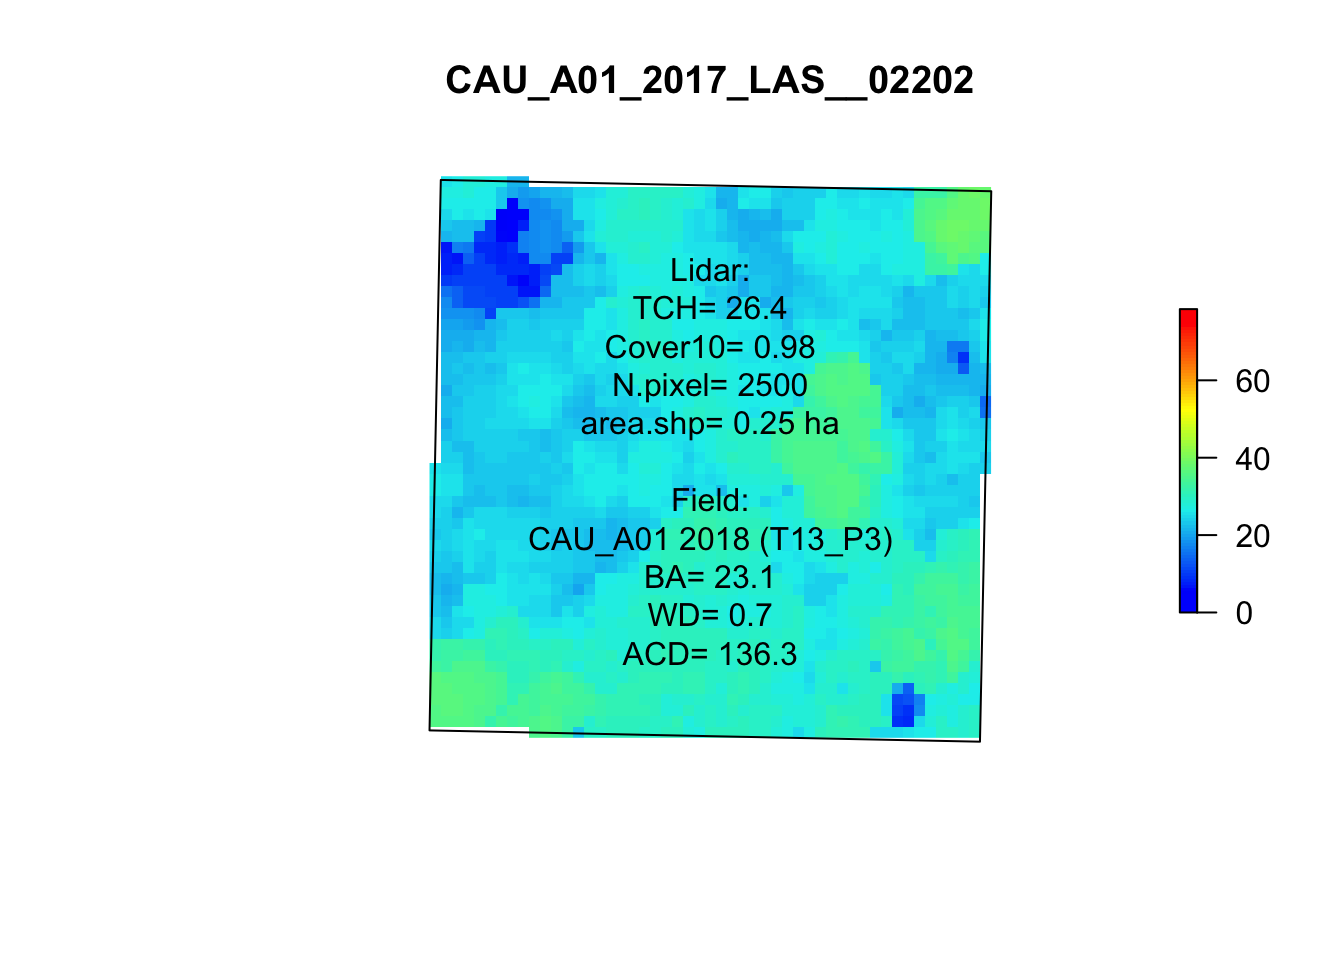 CAU_A01_2017_LAS__02202
Lidar:
TCH= 26.4
Cover10= 0.98
N.pixel= 2500
area.shp= 0.25 ha
Field:
CAU_A01 2018 (T13_P3)
BA= 23.1
WD= 0.7
ACD= 136.3
60
40
20
0